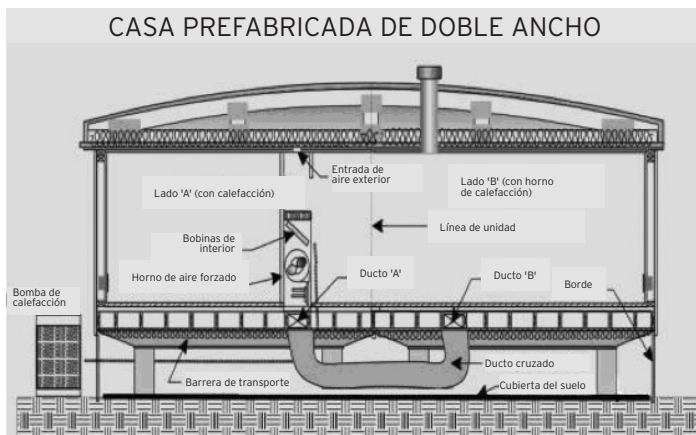 CASA PREFABRICADA DE DOBLE ANCHO
Entrada de
aire exterior
Lado 'A' (con calefacción)
Lado 'B' (con horno
de calefacción)
Línea de unidad
Bobinas de
interior
Horno de aire forzado
Ducto 'A'
Ducto 'B'
Borde
Bomba de
calefacción
Ducto cruzado
Barrera de transporte
Cubierta del suelo